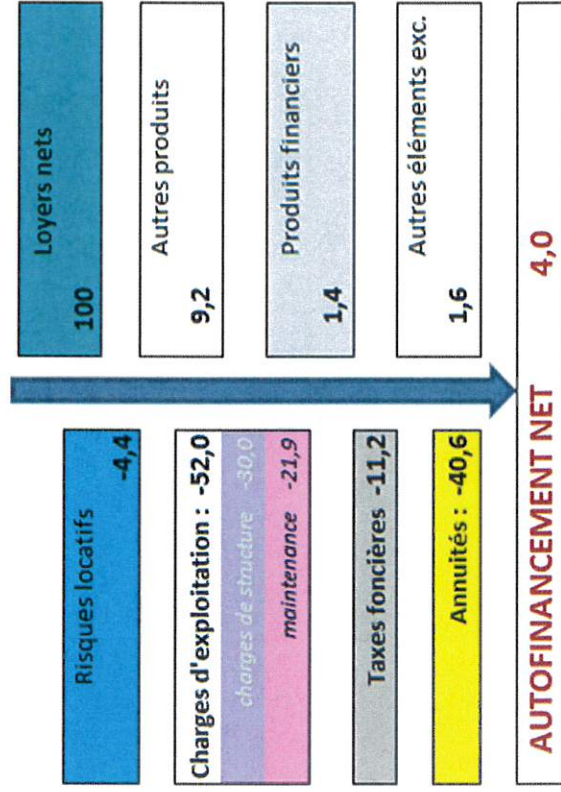 Loyers nets
100
Risques locatifs
-4,4
Autres produits
9,2
Charges d'exploitation : -52,0
charges de structure -30,0
maintenance -21,9
Produits financiers
1,4
Taxes foncières -11,2
Autres éléments exc.
1,6
Annuités : -40,6
AUTOFINANCEMENT NET 4,0